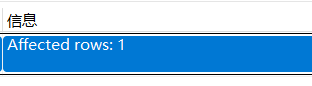 信息
Affected rows: 1